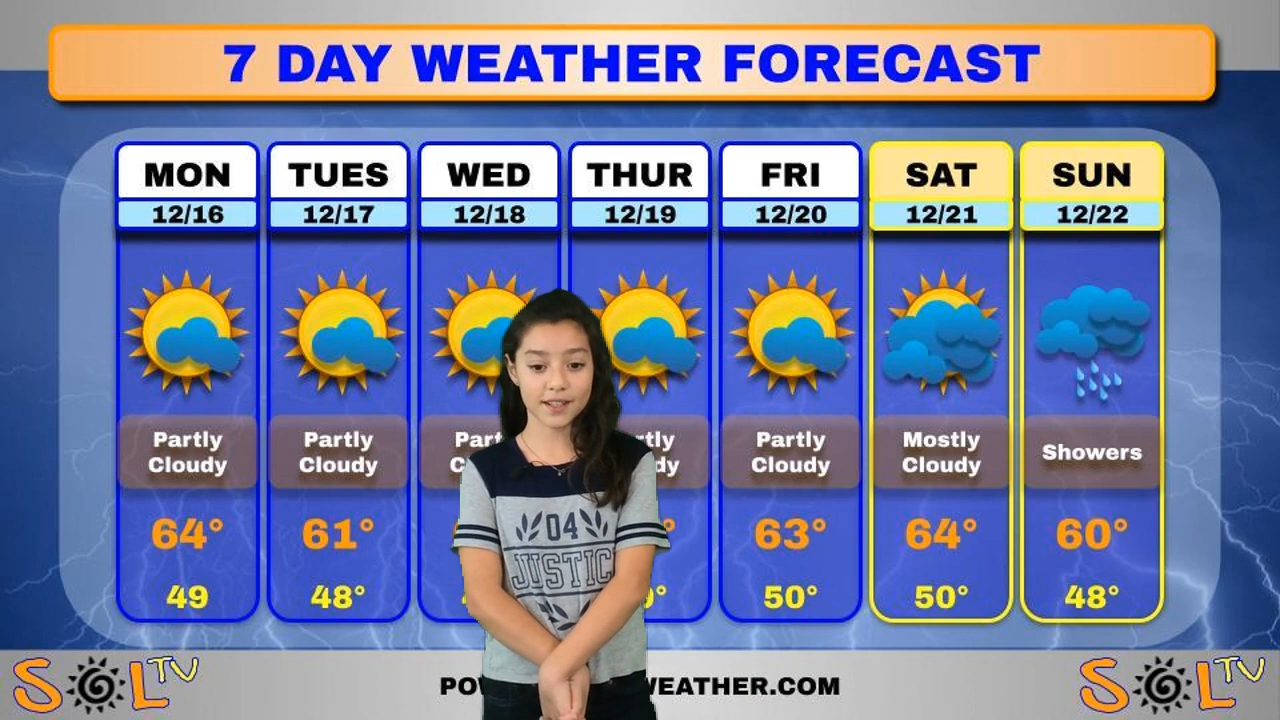 7 DAY WEATHER FORECAST
MON TUES WED THUR FRI SAT SUN
12/16 12/17 12/18 12/19 12/20 12/21 12/22
Partly Partly Partly Mostly
Cloudy Cloudy Cloudy Cloudy Showers
64° 61° 63° 64° 60°
49 48° 50° 50° 48°
04
JUSTIC
SOL TV
WEATHER.COM
SOL TV